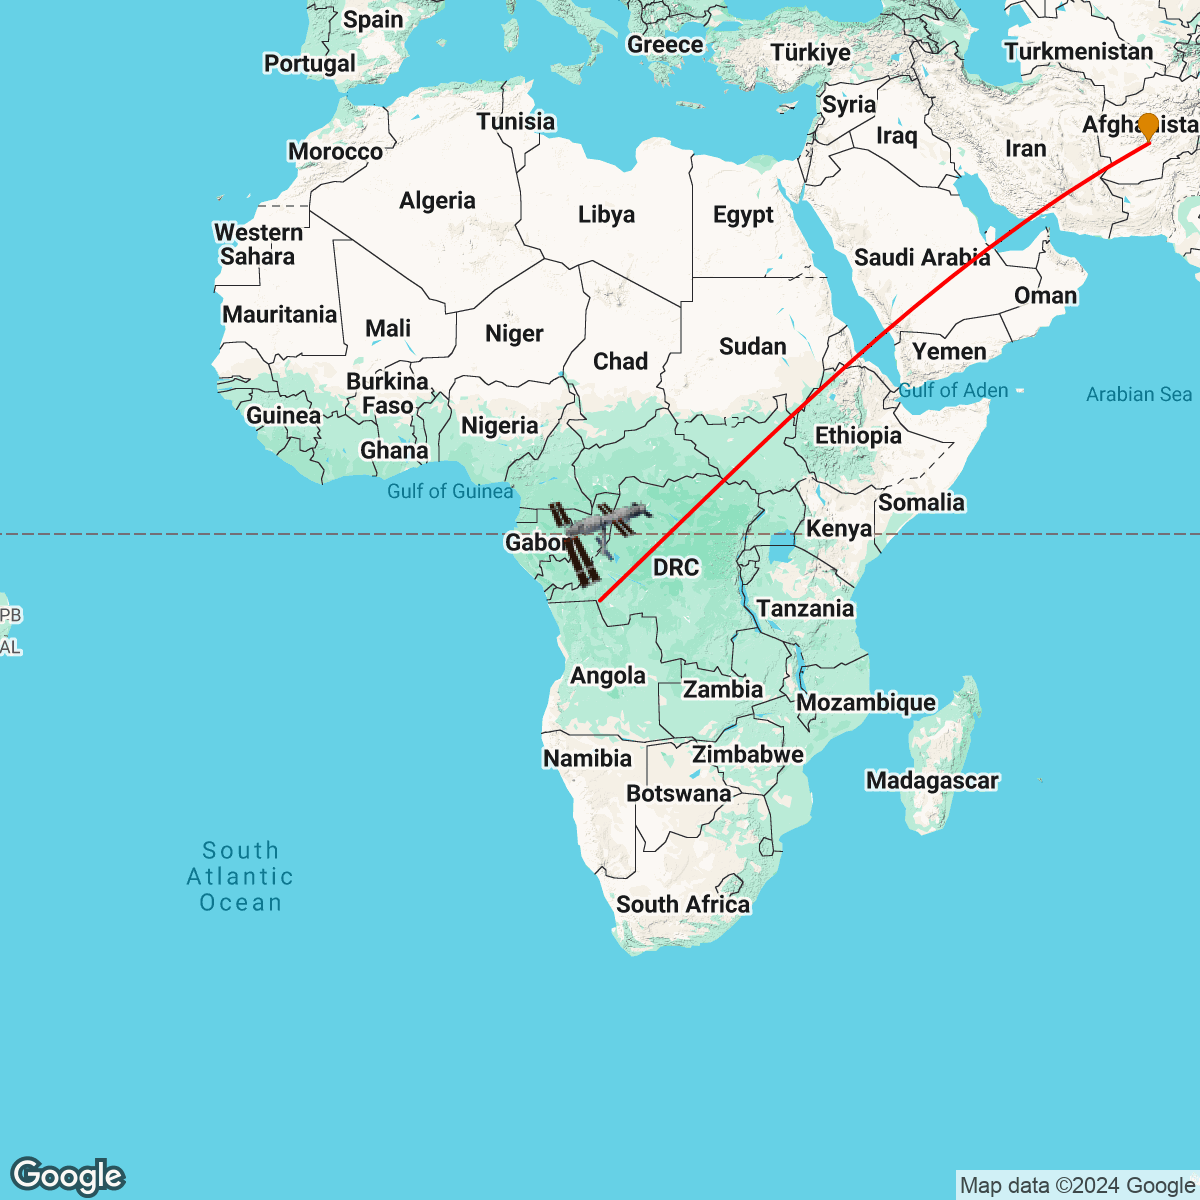 Spain
Portugal
Greece
Türkiye
Turkmenistan
Syria
Iraq
Iran
Afghanista
Tunisia
Morocco
Algeria
Libya
Egypt
Western
Sahara
Saudi Arabia
Oman
Mauritania
Mali
Niger
Chad
Sudan
Yemen
Burkina
Faso
Gulf of Aden
Arabian Sea
Guinea
Nigeria
Ethiopia
Ghana
Gulf of Guinea
Somalia
Kenya
Gabon
DRC
PB
Tanzania
AL
Angola
Zambia
Mozambique
Namibia
Zimbabwe
Madagascar
Botswana
South
Atlantic
Ocean
South Africa
Google
Map data ©2024 Google